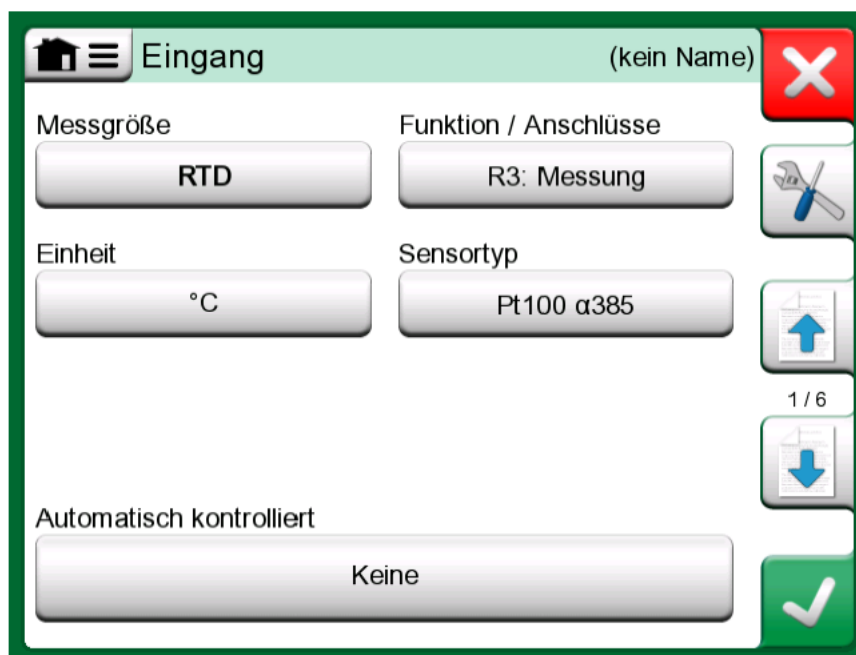 Eingang (kein Name)
Messgröße Funktion / Anschlüsse
RTD R3: Messung
Einheit Sensortyp
°C Pt100 α385
1 / 6
Automatisch kontrolliert
Keine